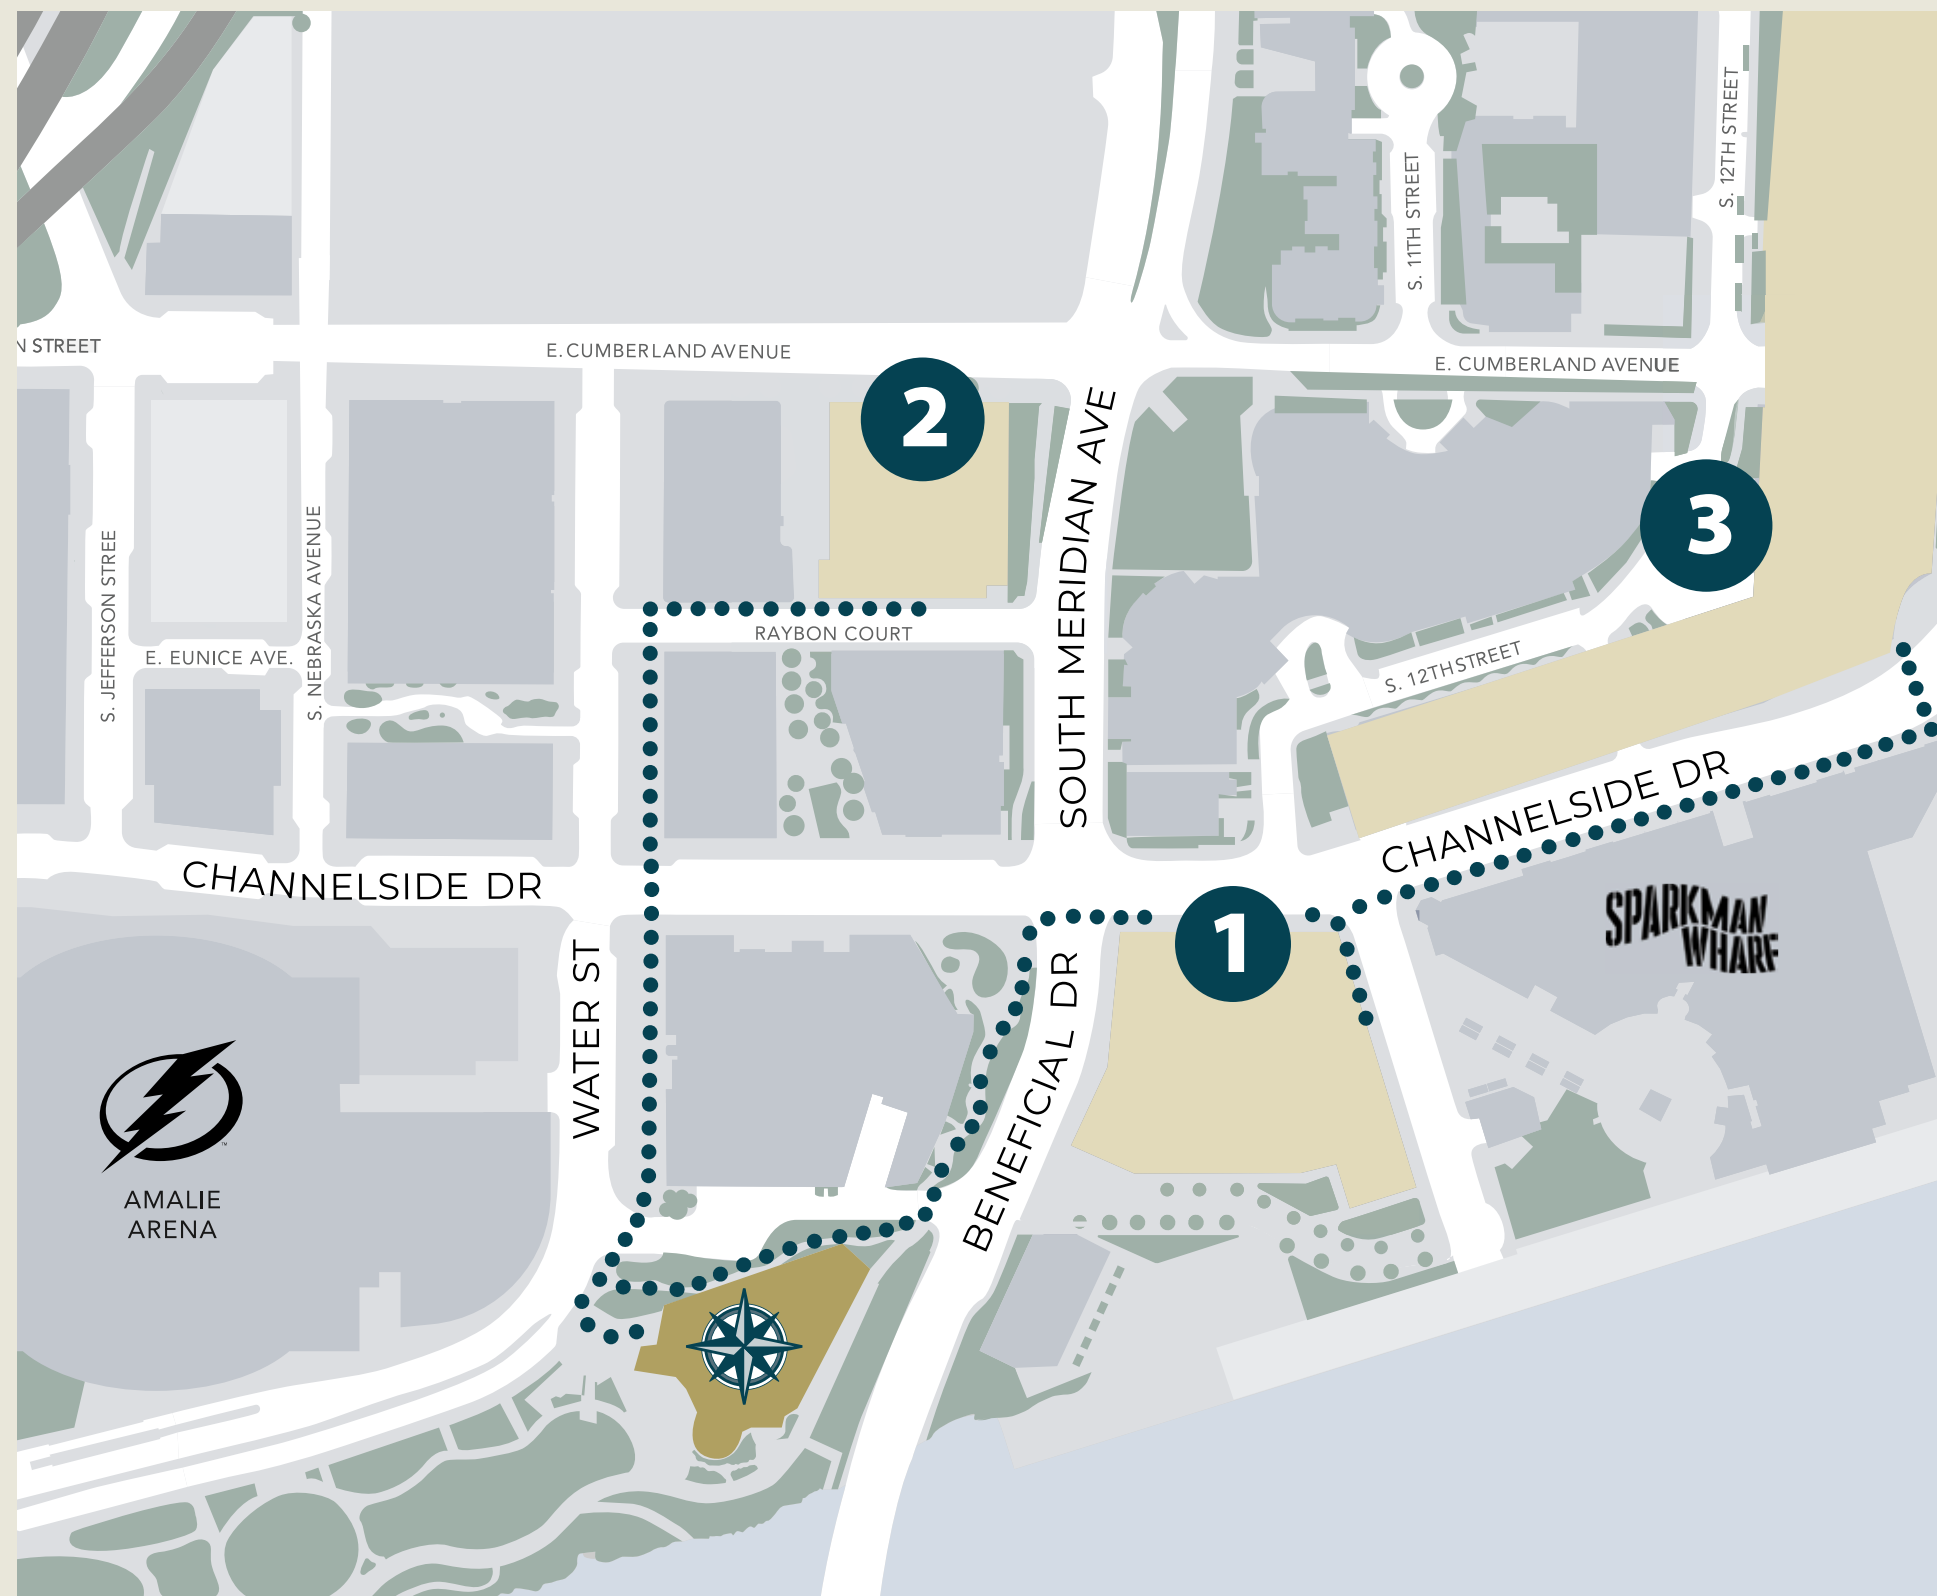 S. 12TH STREET
S. 11TH STREET
N STREET
E. CUMBERLAND AVENUE
E. CUMBERLAND AVENUE
2
SOUTH MERIDIAN AVE
3
S. JEFFERSON STREE
S. NEBRASKA AVENUE
RAYBON COURT
E. EUNICE AVE.
S. 12TH STREET
CHANNELSIDE DR
CHANNELSIDE DR
1
SPARKMAN
WHARF
WATER ST
BENEFICIAL DR
TM
AMALIE
ARENA